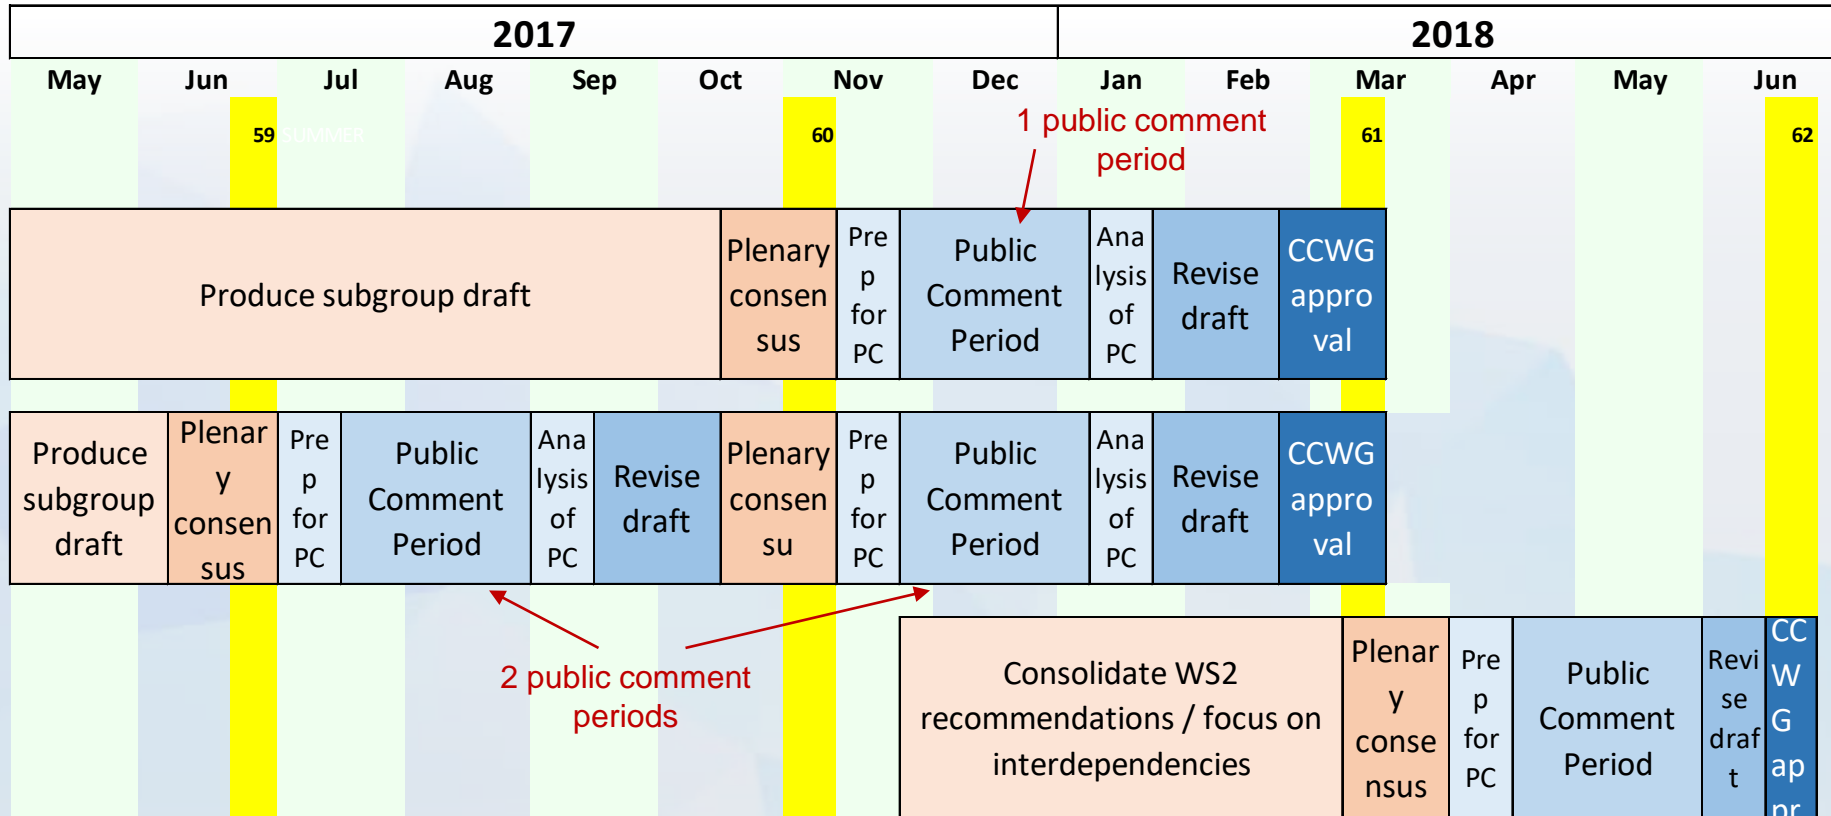 2017
2018
May
Jun
Jul
Aug
Sep
Oct
Nov
Dec
Jan
Feb
Mar
Apr
May
Jun
59
SUMMER
60
1 public comment
period
61
62
Produce subgroup draft
Plenary
consen
sus
Pre
p
for
PC
Public
Comment
Period
Ana
lysis
of
PC
Revise
draft
CCWG
appro
val
Produce
subgroup
draft
Plenar
y
consen
sus
Pre
p
for
PC
Public
Comment
Period
Ana
lysis
of
PC
Revise
draft
Plenary
consen
su
Pre
p
for
PC
Public
Comment
Period
Ana
lysis
of
PC
Revise
draft
CCWG
appro
val
2 public comment
periods
Consolidate WS2
recommendations / focus on
interdependencies
Plenar
y
conse
nsus
Pre
p
for
PC
Public
Comment
Period
Revi
se
draf
t
CC
W
G
ap
pr